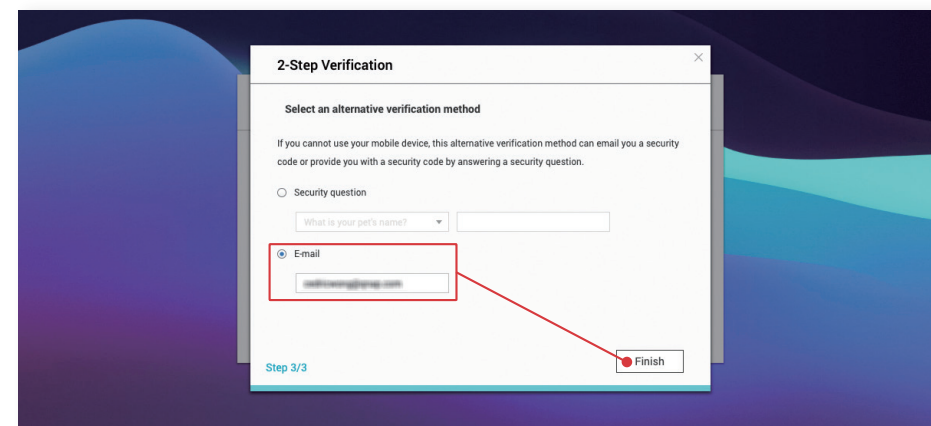 2-Step Verification
Select an alternative verification method
If you cannot use your mobile device, this alternative verification method can email you a security
code or provide you with a security code by answering a security question.
Security question
What is your pet's name?
E-mail
Step 3/3
Finish